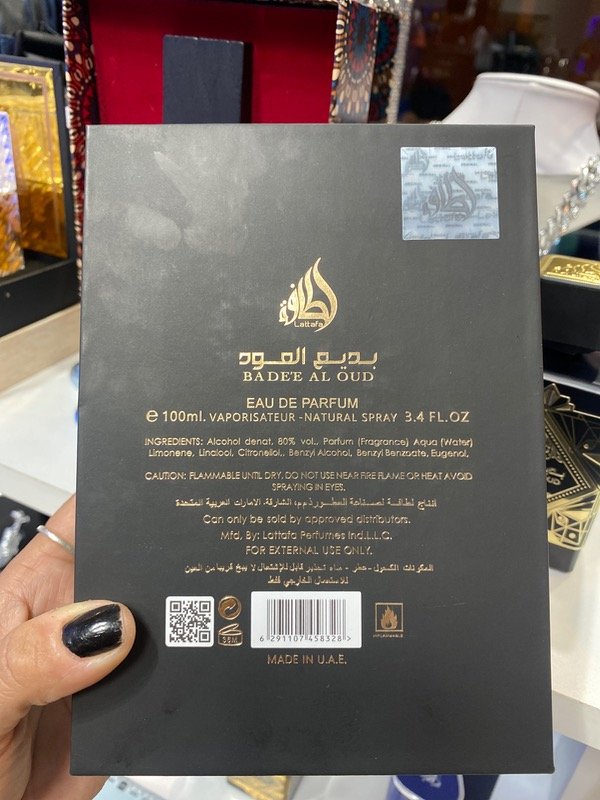 لطافة
لطافة
Lattafa
بديع العود
BADE'E AL OUD
EAU DE PARFUM
℮ 100ml. VAPORISATEUR - NATURAL SPRAY 3.4 FL.OZ
INGREDIENTS: Alcohol denat, 80% vol., Parfum (Fragrance) Aqua (Water)
Limonene, Linalool, Citronellol, Benzyl Alcohol, Benzyl Benzoate, Eugenol,
CAUTION: FLAMMABLE UNTIL DRY, DO NOT USE NEAR FIRE FLAME OR HEAT AVOID
SPRAYING IN EYES.
انتاج لطافة لصناعة العطور ذ.م.م، الشارقة، الامارات العربية المتحدة
Can only be sold by approved distributors.
Mfd, By: Lattafa Perfumes Ind.L.L.C.
FOR EXTERNAL USE ONLY.
المكونات الكحول - عطر - ماء تحذير قابل للإشتعال لا يبخ قريبا من العين
للاستعمال الخارجي فقط
6 291107 458328 >
INFLAMMABLE
MADE IN U.A.E.